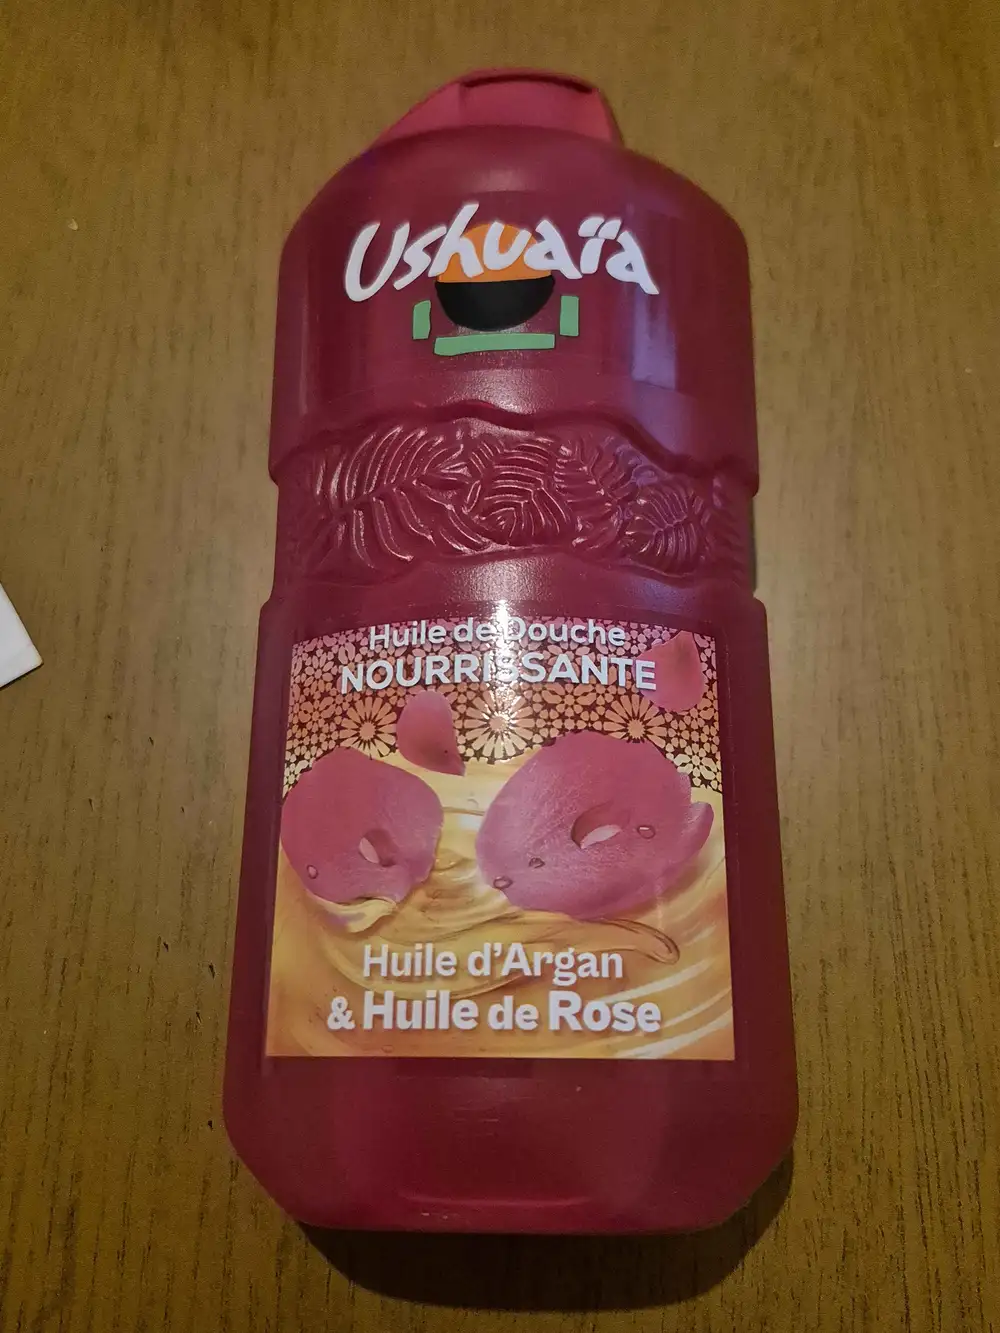 Ushuaïa
Huile de Douche
NOURRISSANTE
Huile d'Argan
& Huile de Rose